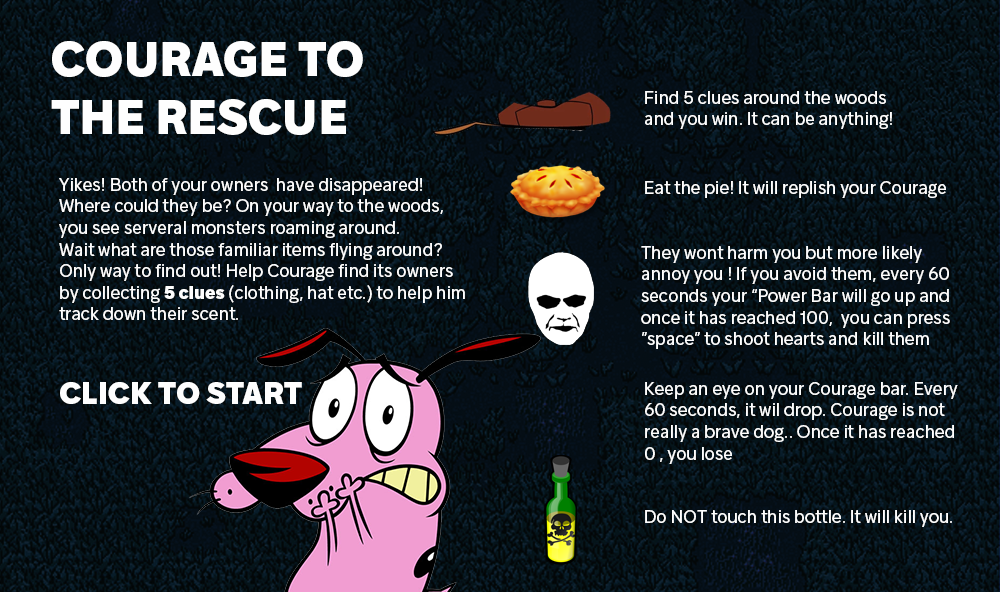 COURAGE TO
THE RESCUE
Yikes! Both of your owners  have disappeared!
Where could they be? On your way to the woods,
you see serveral monsters roaming around.
Wait what are those familiar items flying around?
Only way to find out! Help Courage find its owners
by collecting 5 clues (clothing, hat etc.) to help him
track down their scent.
CLICK TO START
Find 5 clues around the woods
and you win. It can be anything!
Eat the pie! It will replish your Courage
They wont harm you but more likely
annoy you ! If you avoid them, every 60
seconds your “Power Bar will go up and
once it has reached 100,  you can press
"space" to shoot hearts and kill them
Keep an eye on your Courage bar. Every
60 seconds, it wil drop. Courage is not
really a brave dog.. Once it has reached
0 , you lose
Do NOT touch this bottle. It will kill you.